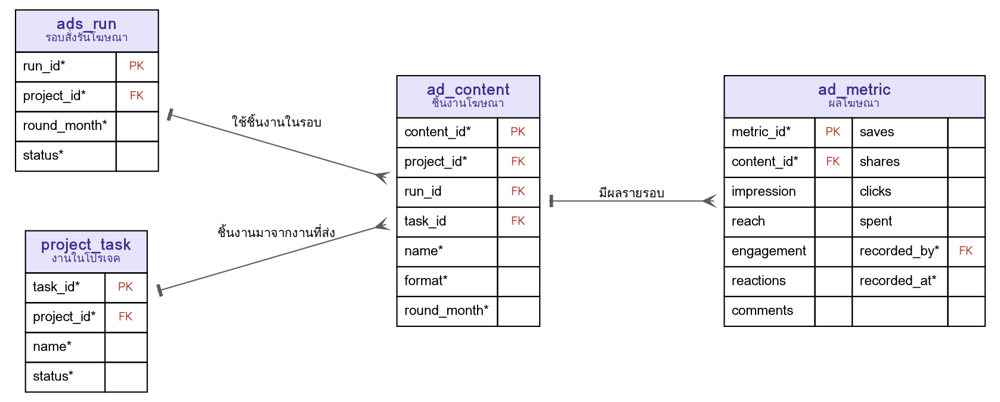 ads_run
รอบสั่งรันโฆษณา
run_id* PK
project_id* FK
round_month*
status*
ใช้ชิ้นงานในรอบ
project_task
งานในโปรเจค
task_id* PK
project_id* FK
name*
status*
ชิ้นงานมาจากงานที่ส่ง
ad_content
ชิ้นงานโฆษณา
content_id* PK
project_id* FK
run_id FK
task_id FK
name*
format*
round_month*
มีผลรายรอบ
ad_metric
ผลโฆษณา
metric_id* PK saves
content_id* FK shares
impression clicks
reach spent
engagement recorded_by* FK
reactions recorded_at*
comments